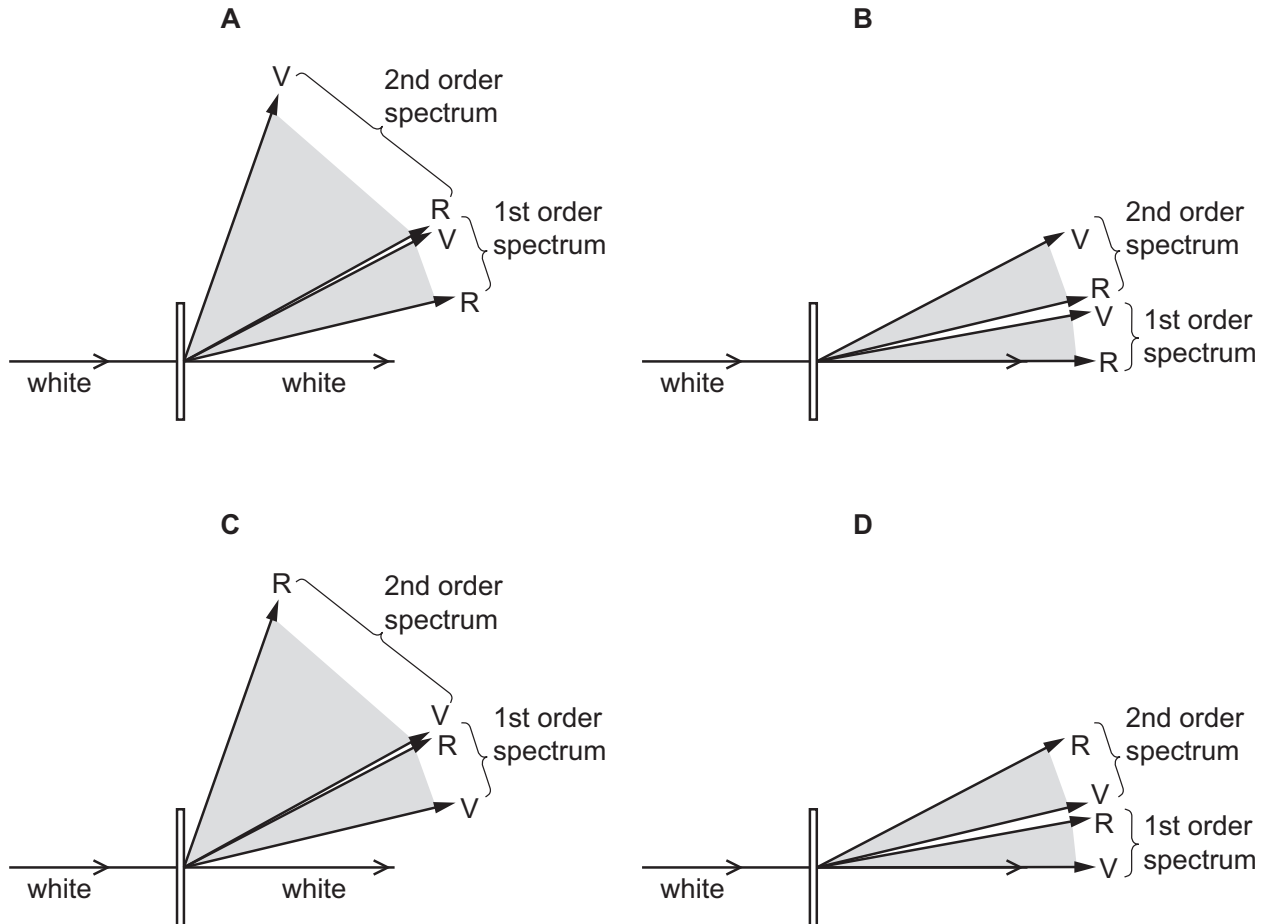 A
V
2nd order
spectrum
R
1st order
V
spectrum
R
white
white
B
2nd order
V
spectrum
R
V
1st order
spectrum
R
white
C
R
2nd order
spectrum
V
1st order
R
spectrum
V
white
white
D
2nd order
R
spectrum
V
R
1st order
spectrum
V
white